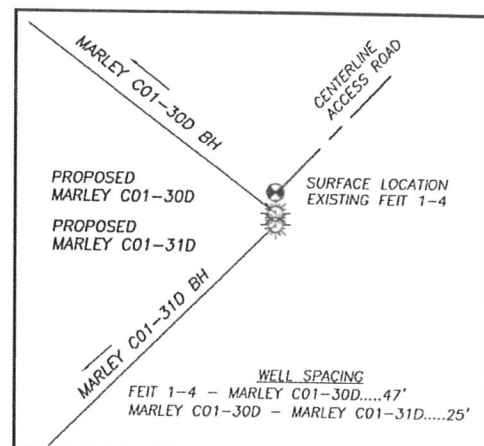 MARLEY C01-30D BH
CENTERLINE
ACCESS ROAD
PROPOSED
MARLEY C01-30D
SURFACE LOCATION
EXISTING FEIT 1-4
PROPOSED
MARLEY C01-31D
MARLEY C01-31D BH
WELL SPACING
FEIT 1-4 - MARLEY C01-30D.....47'
MARLEY C01-30D - MARLEY C01-31D.....25'